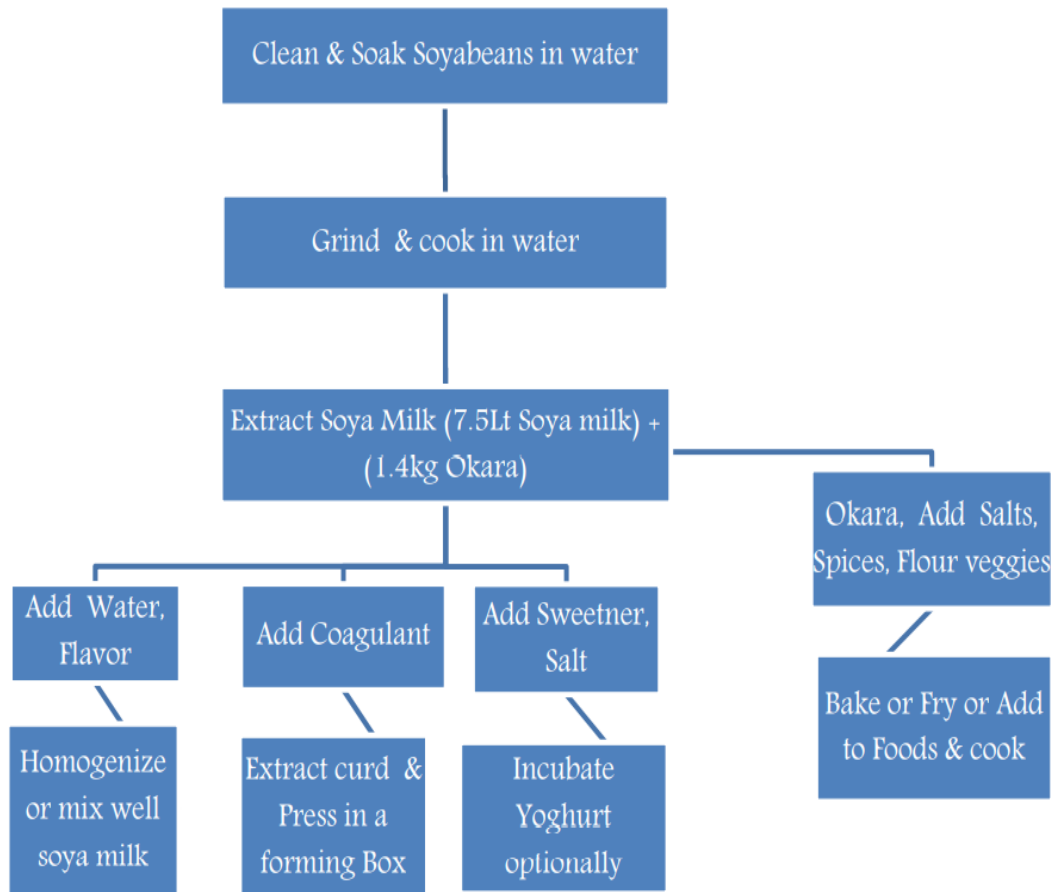 Clean & Soak Soyabeans in water
Grind & cook in water
Extract Soya Milk (7.5Lt Soya milk) +
(1.4kg Okara)
Okara, Add Salts,
Spices, Flour veggies
Add Water,
Flavor
Add Coagulant
Add Sweetner,
Salt
Bake or Fry or Add
to Foods & cook
Homogenize
or mix well
soya milk
Extract curd &
Press in a
forming Box
Incubate
Yoghurt
optionally